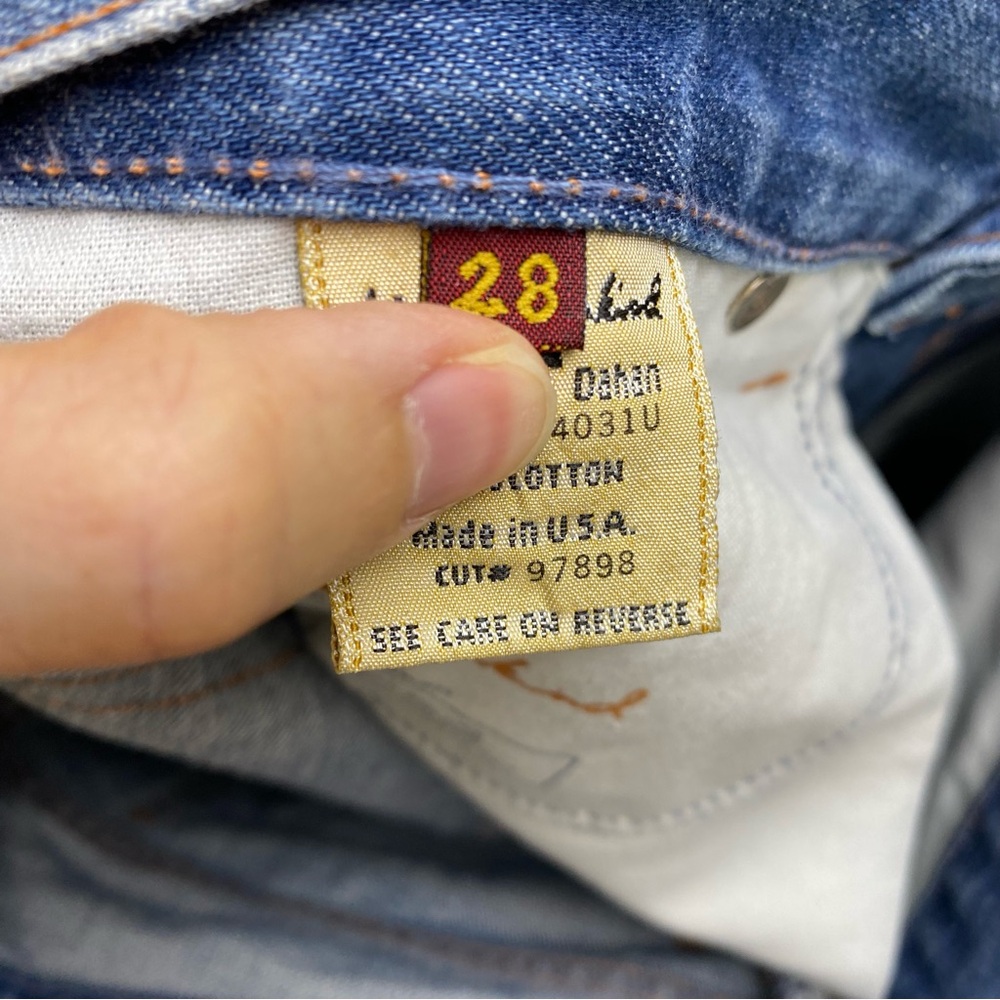 28
Dahan
4031U
COTTON
Made in U.S.A.
CUT# 97898
SEE CARE ON REVERSE